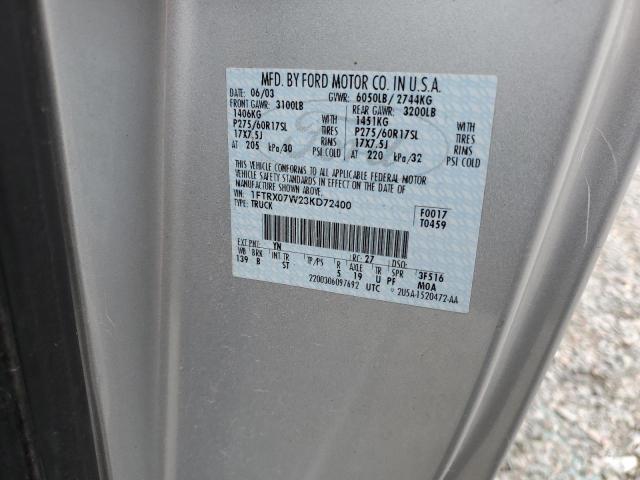 MFD. BY FORD MOTOR CO. IN U.S.A.
DATE: 06/03 GVWR: 6050LB/ 2744KG
FRONT GAWR: 3100LB REAR GAWR: 3200LB
1406KG WITH 1451KG WITH
P275/60R17SL TIRES P275/60R17SL TIRES
17X7.5J RIMS 17X7.5J RIMS
AT 205 kPa/30 PSI COLD AT 220 kPa/32 PSI COLD
THIS VEHICLE CONFORMS TO ALL APPLICABLE FEDERAL MOTOR
VEHICLE SAFETY STANDARDS IN EFFECT ON THE DATE OF MANUFACTURE
SHOWN ABOVE.
VIN: 1FTRX07W23KD72400
TYPE: TRUCK
F0017
T0459
EXT PNT: YN RC: 27 DSO:
WB BRK INT TR TP/PS R AXLE TR SPR 3F516
139 B ST 5 19 U PF M0A
2200306097692 UTC 2U5A-1520472-AA